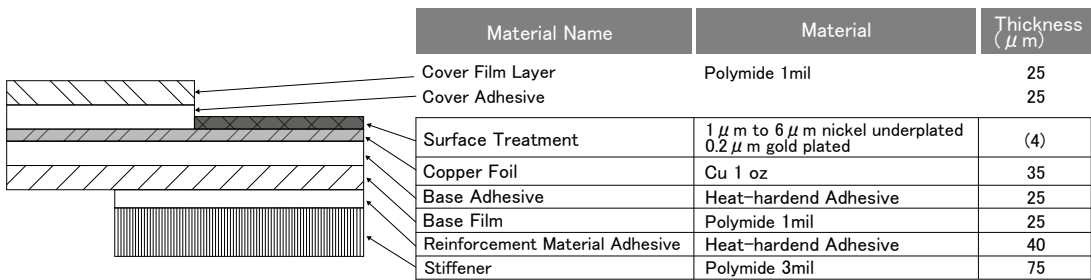 Material Name Material Thickness
(μm)
Cover Film Layer Polymide 1mil 25
Cover Adhesive 25
Surface Treatment 1μm to 6μm nickel underplated (4)
0.2μm gold plated
Copper Foil Cu 1 oz 35
Base Adhesive Heat-hardend Adhesive 25
Base Film Polymide 1mil 25
Reinforcement Material Adhesive Heat-hardend Adhesive 40
Stiffener Polymide 3mil 75